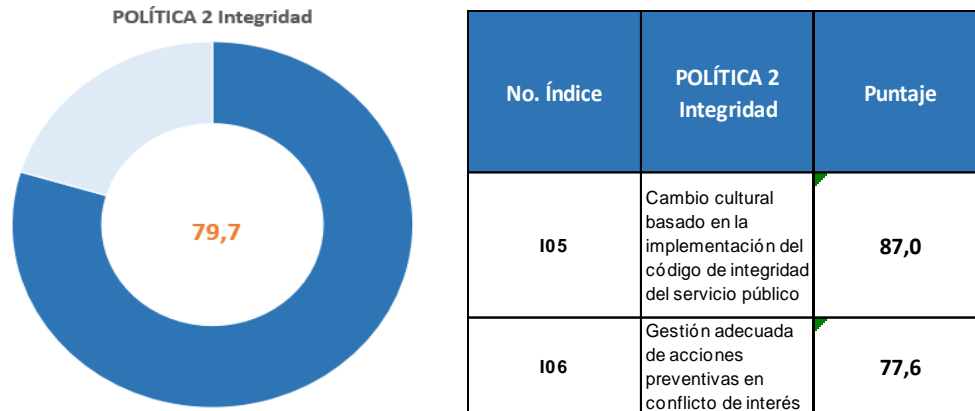 POLÍTICA 2 Integridad
79,7
No. Índice
POLÍTICA 2
Integridad
Puntaje
I05
Cambio cultural
basado en la
implementación del
código de integridad
del servicio público
87,0
I06
Gestión adecuada
de acciones
preventivas en
conflicto de interés
77,6